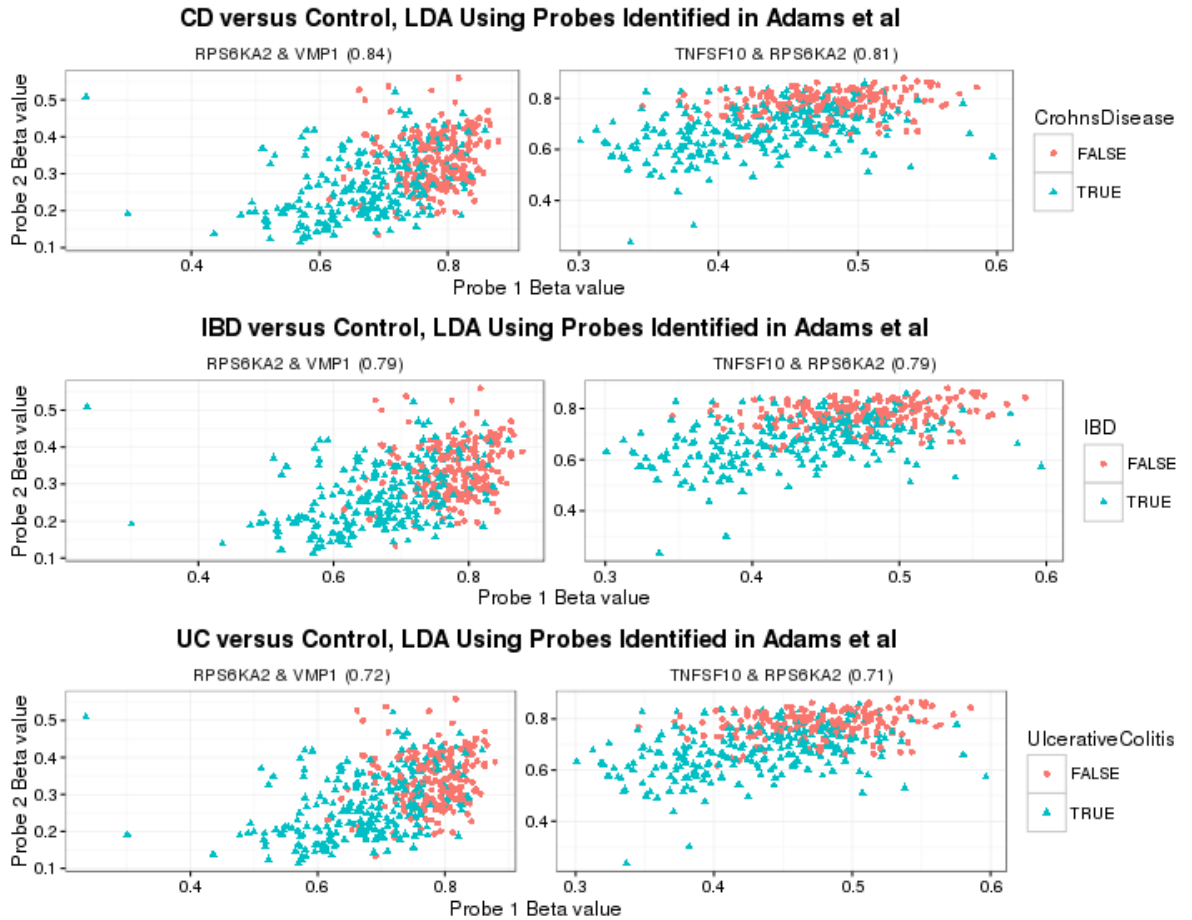 CD versus Control, LDA Using Probes Identified in Adams et al
RPS6KA2 & VMP1 (0.84)
TNFSF10 & RPS6KA2 (0.81)
Probe 2 Beta value
0.5
0.4
0.3
0.2
0.1
0.4
0.6
0.8
0.8
0.6
0.4
0.3
0.4
0.5
0.6
Probe 1 Beta value
CrohnsDisease
FALSE
TRUE
IBD versus Control, LDA Using Probes Identified in Adams et al
RPS6KA2 & VMP1 (0.79)
TNFSF10 & RPS6KA2 (0.79)
Probe 2 Beta value
0.5
0.4
0.3
0.2
0.1
0.4
0.6
0.8
0.8
0.6
0.4
0.3
0.4
0.5
0.6
Probe 1 Beta value
IBD
FALSE
TRUE
UC versus Control, LDA Using Probes Identified in Adams et al
RPS6KA2 & VMP1 (0.72)
TNFSF10 & RPS6KA2 (0.71)
Probe 2 Beta value
0.5
0.4
0.3
0.2
0.1
0.4
0.6
0.8
0.8
0.6
0.4
0.3
0.4
0.5
0.6
Probe 1 Beta value
UlcerativeColitis
FALSE
TRUE